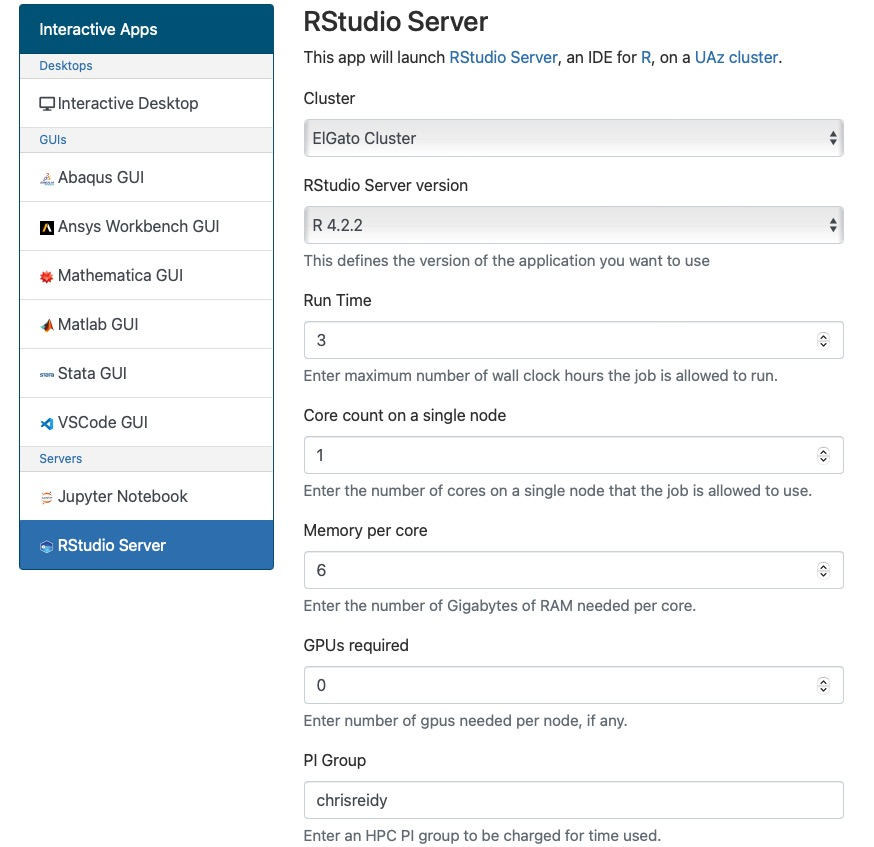 Interactive Apps
Desktops
Interactive Desktop
GUIs
Abaqus GUI
Ansys Workbench GUI
Mathematica GUI
Matlab GUI
Stata GUI
VSCode GUI
Servers
Jupyter Notebook
RStudio Server
RStudio Server
This app will launch RStudio Server, an IDE for R, on a UAz cluster.
Cluster
ElGato Cluster
RStudio Server version
R 4.2.2
This defines the version of the application you want to use
Run Time
3
Enter maximum number of wall clock hours the job is allowed to run.
Core count on a single node
1
Enter the number of cores on a single node that the job is allowed to use.
Memory per core
6
Enter the number of Gigabytes of RAM needed per core.
GPUs required
0
Enter number of gpus needed per node, if any.
PI Group
chrisreidy
Enter an HPC PI group to be charged for time used.